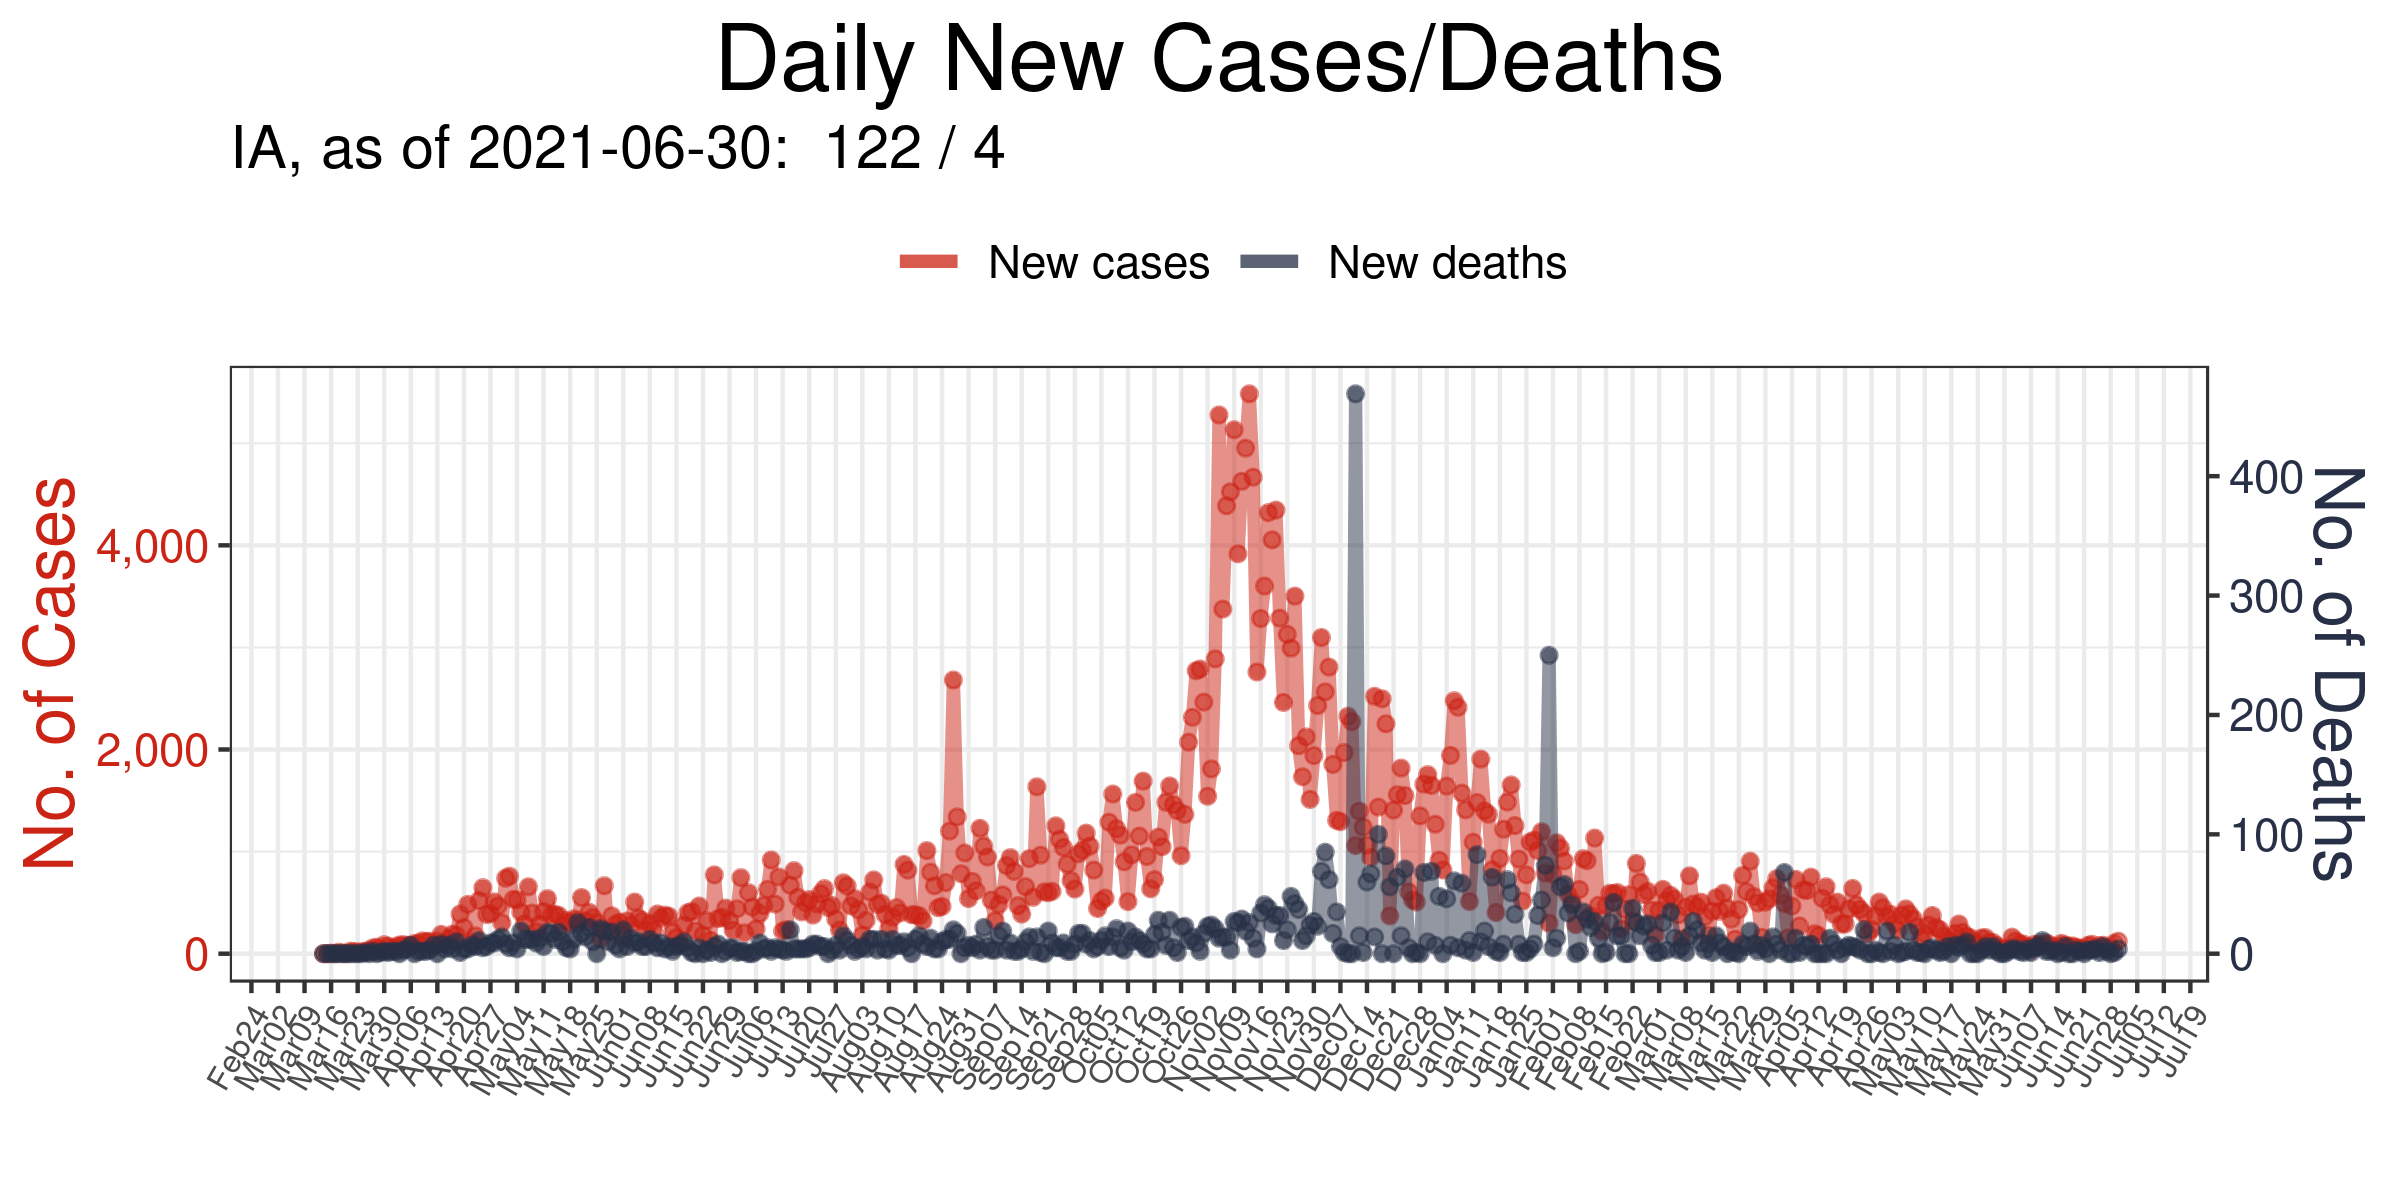 Daily New Cases/Deaths
IA, as of 2021-06-30:  122 / 4
New cases
New deaths
No. of Cases
4,000
2,000
0
400
300
200
100
0
No. of Deaths
Feb24
Mar02
Mar09
Mar16
Mar23
Mar30
Apr06
Apr13
Apr20
Apr27
May04
May11
May18
May25
Jun01
Jun08
Jun15
Jun22
Jun29
Jul06
Jul13
Jul20
Jul27
Aug03
Aug10
Aug17
Aug24
Aug31
Sep07
Sep14
Sep21
Sep28
Oct05
Oct12
Oct19
Oct26
Nov02
Nov09
Nov16
Nov23
Nov30
Dec07
Dec14
Dec21
Dec28
Jan04
Jan11
Jan18
Jan25
Feb01
Feb08
Feb15
Feb22
Mar01
Mar08
Mar15
Mar22
Mar29
Apr05
Apr12
Apr19
Apr26
May03
May10
May17
May24
May31
Jun07
Jun14
Jun21
Jun28
Jul05
Jul12
Jul19